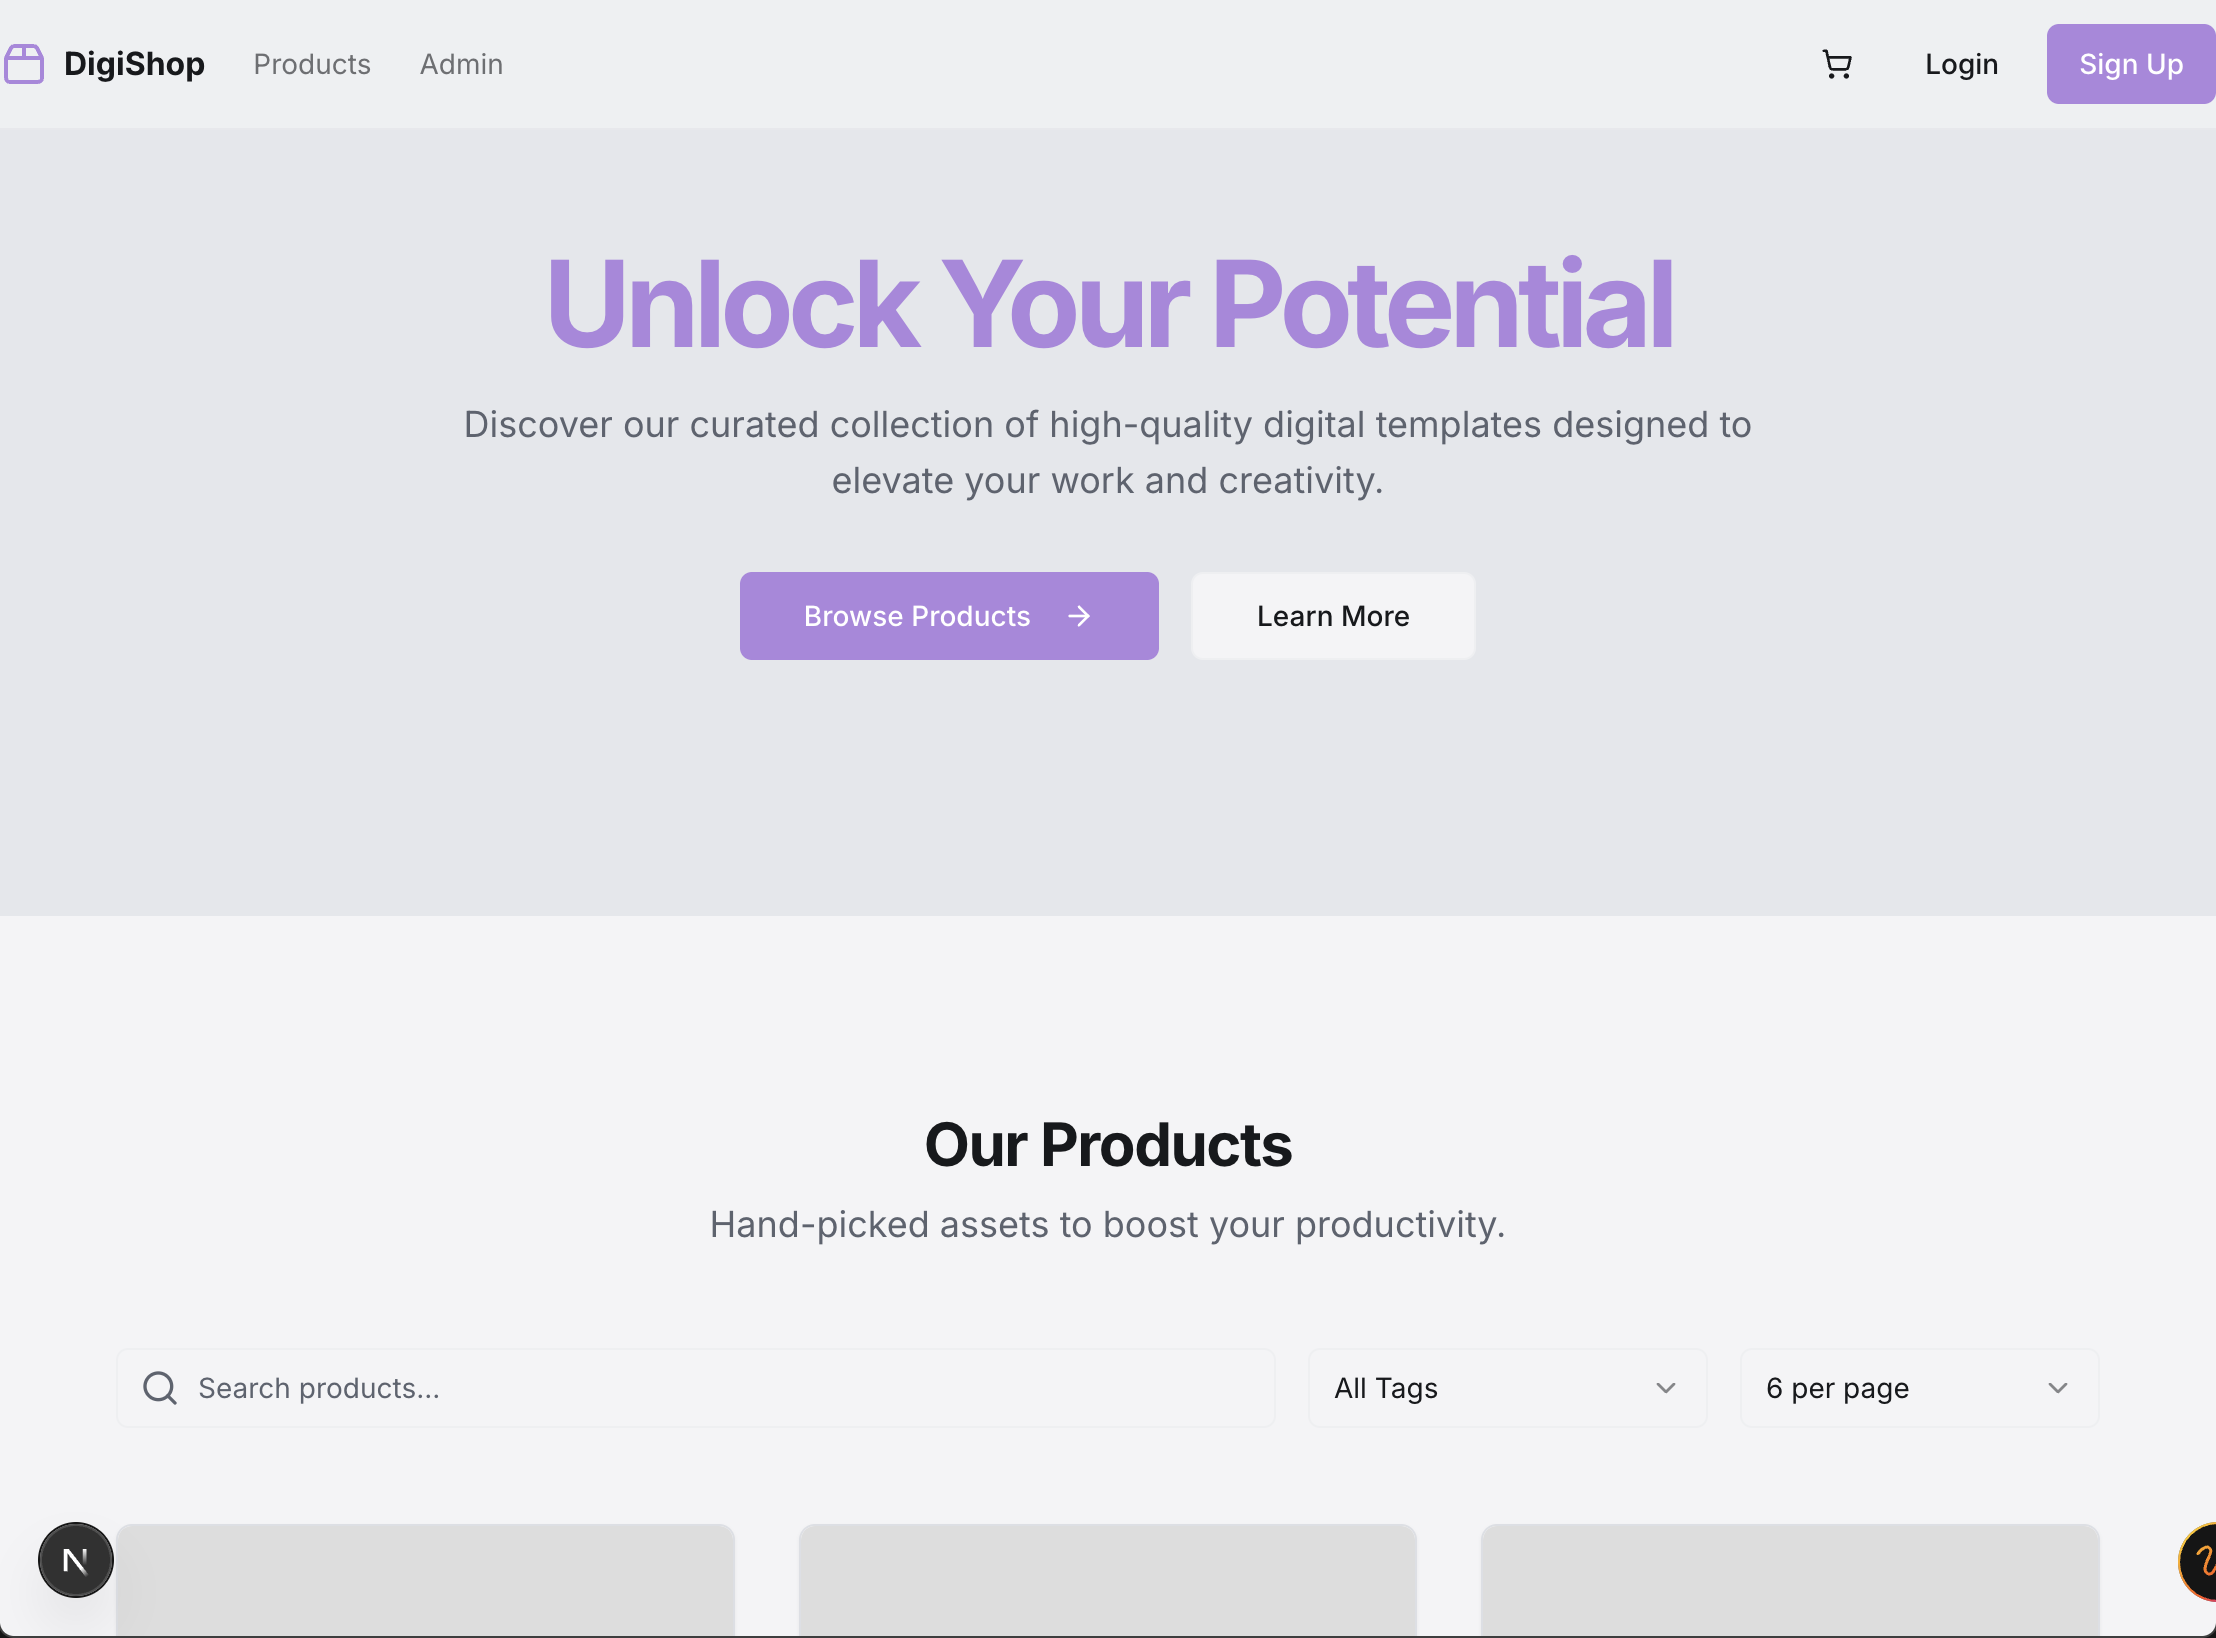 DigiShop
Products
Admin
Login
Sign Up
Unlock Your Potential
Discover our curated collection of high-quality digital templates designed to
elevate your work and creativity.
Browse Products
Learn More
Our Products
Hand-picked assets to boost your productivity.
Search products...
All Tags
6 per page
N